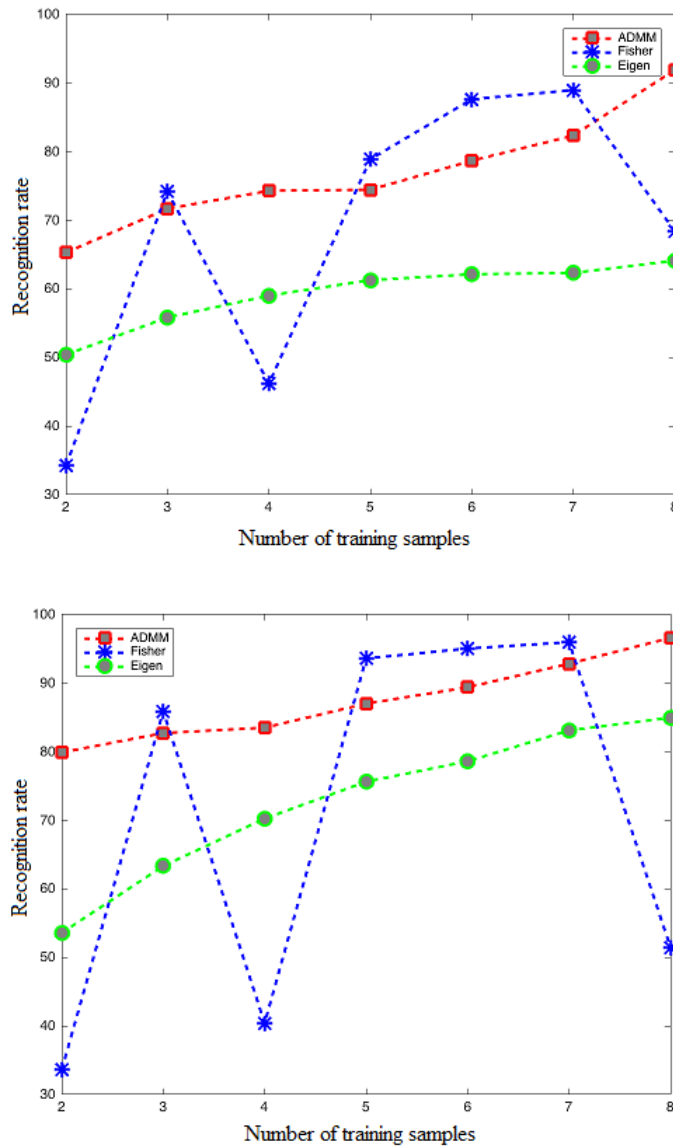 100
90
80
70
60
50
40
30
Recognition rate
ADMM
Fisher
Eigen
2 3 4 5 6 7 8
Number of training samples
100
90
80
70
60
50
40
30
Recognition rate
ADMM
Fisher
Eigen
2 3 4 5 6 7 8
Number of training samples